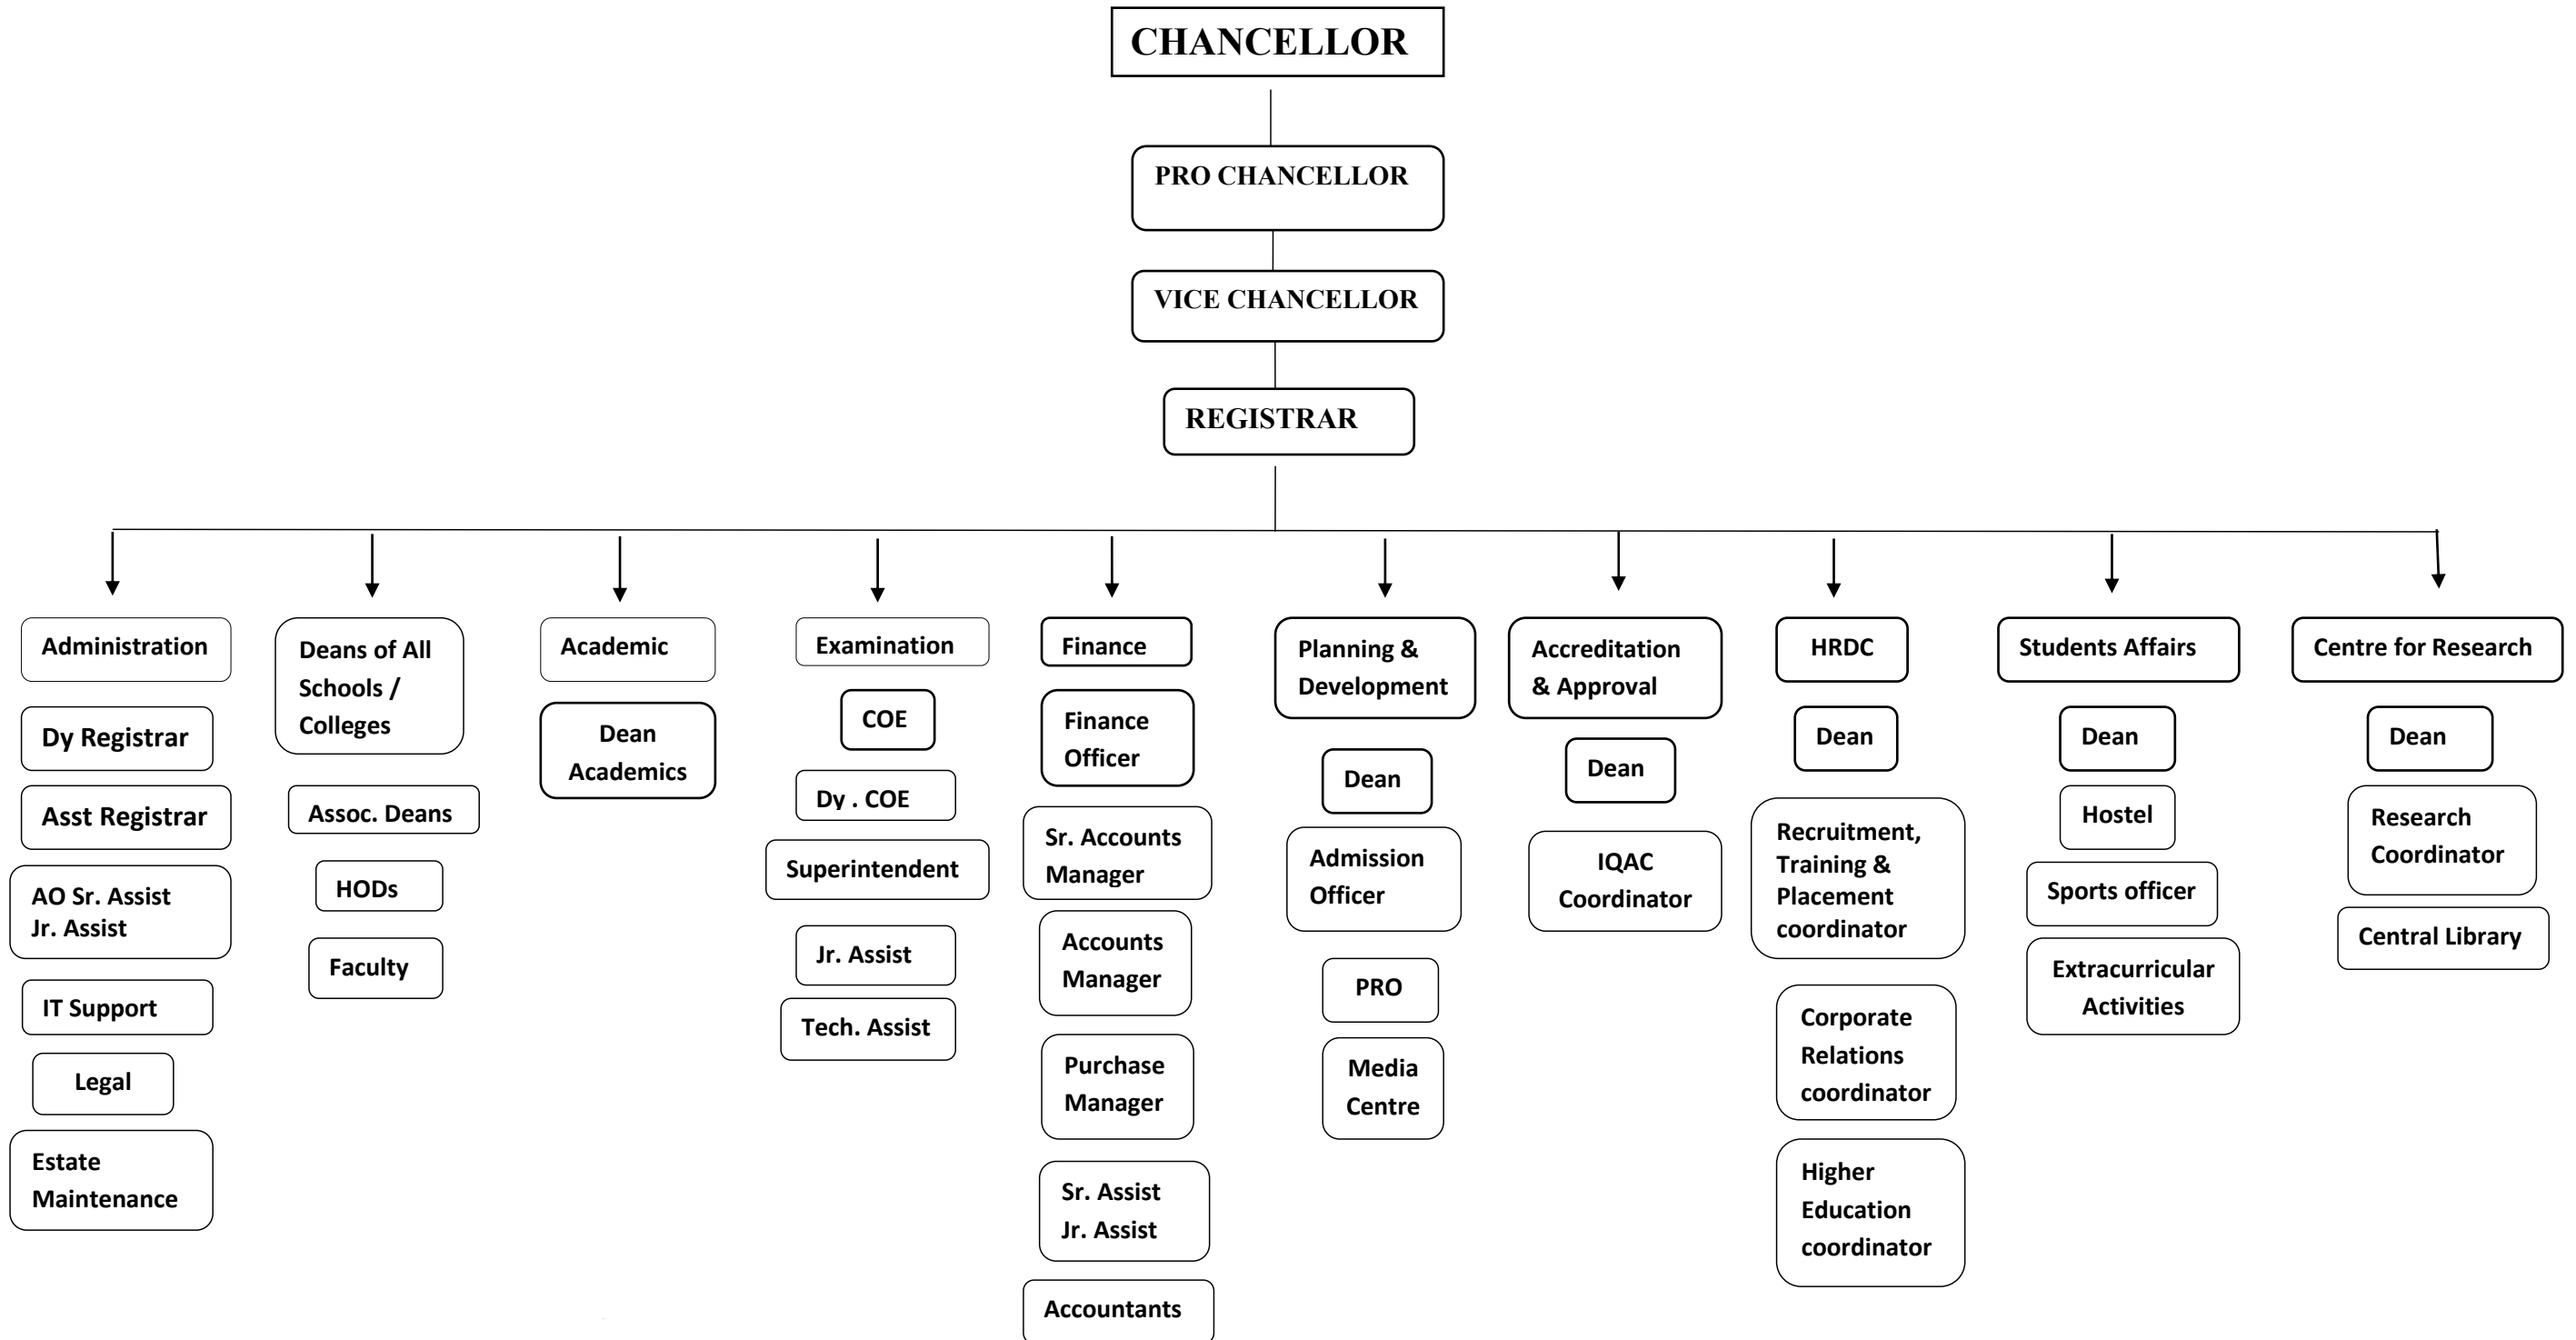 CHANCELLOR
PRO CHANCELLOR
VICE CHANCELLOR
REGISTRAR
Administration
Dy Registrar
Asst Registrar
AO Sr. Assist
Jr. Assist
IT Support
Legal
Estate
Maintenance
Deans of All
Schools /
Colleges
Assoc. Deans
HODs
Faculty
Academic
Dean
Academics
Examination
COE
Dy . COE
Superintendent
Jr. Assist
Tech. Assist
Finance
Finance
Officer
Sr. Accounts
Manager
Accounts
Manager
Purchase
Manager
Sr. Assist
Jr. Assist
Accountants
Planning &
Development
Dean
Admission
Officer
PRO
Media
Centre
Accreditation
& Approval
Dean
IQAC
Coordinator
HRDC
Dean
Recruitment,
Training &
Placement
coordinator
Corporate
Relations
coordinator
Higher
Education
coordinator
Students Affairs
Dean
Hostel
Sports officer
Extracurricular
Activities
Centre for Research
Dean
Research
Coordinator
Central Library